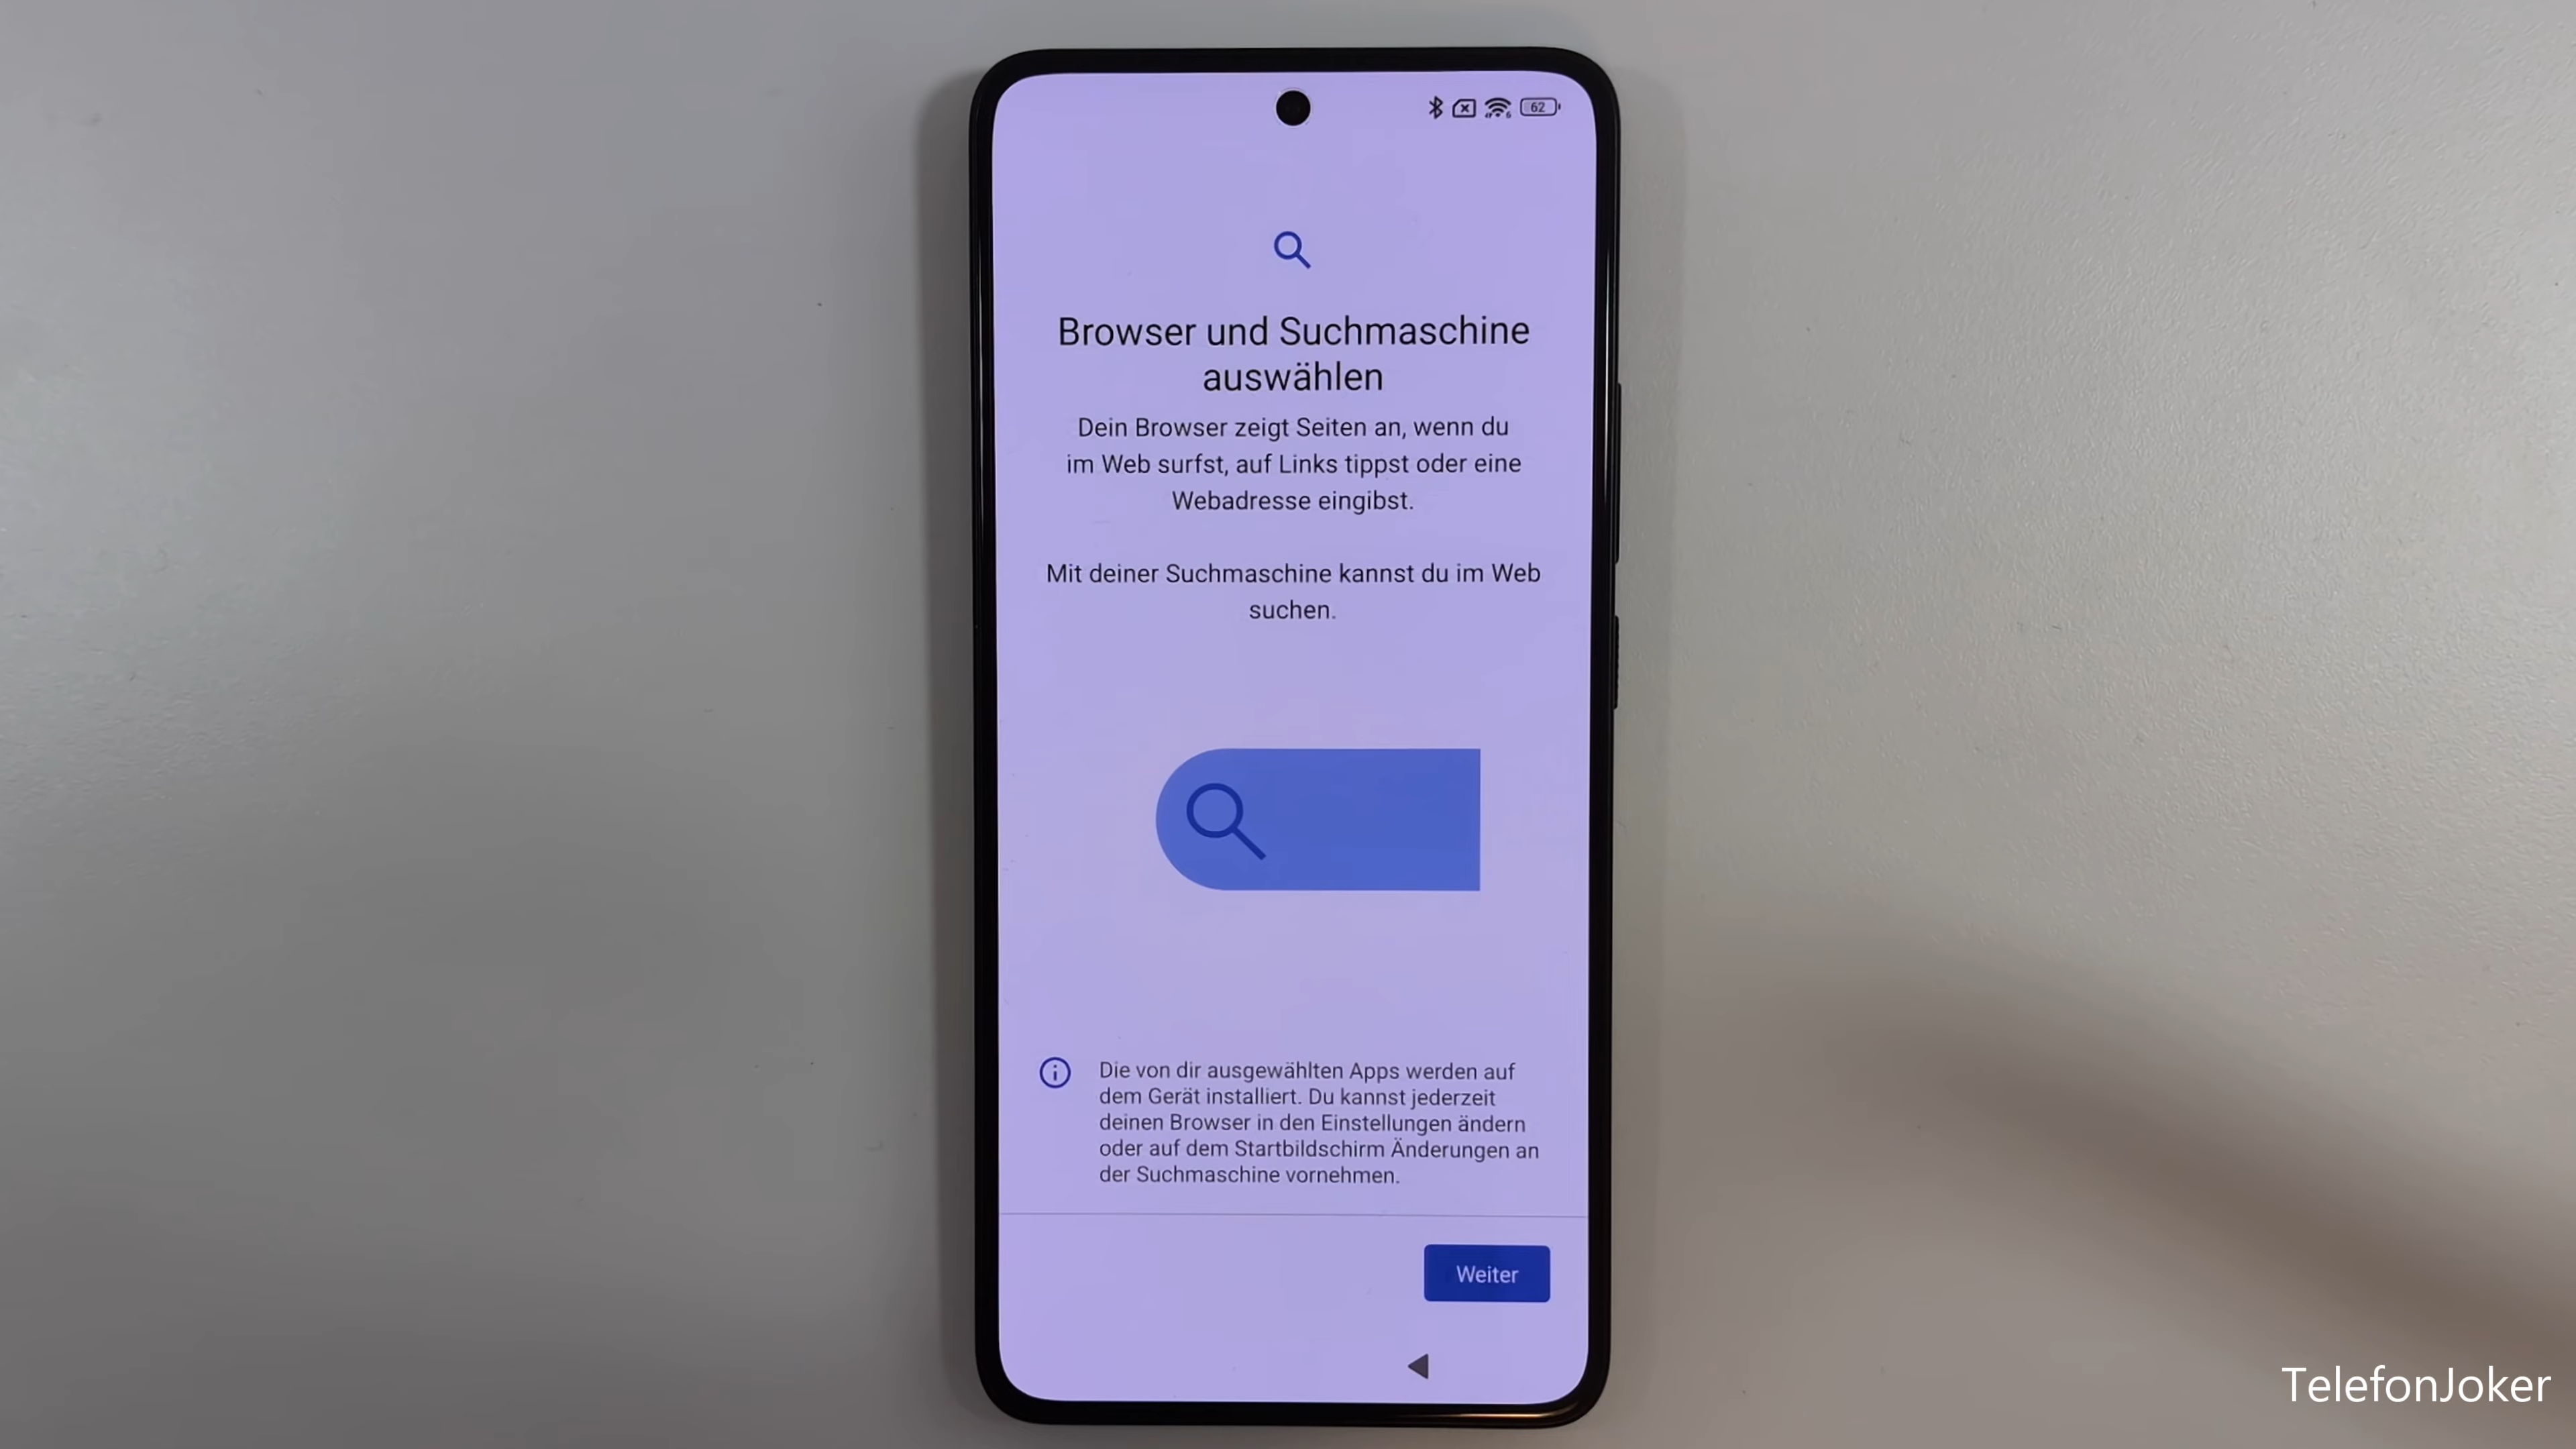 62
Browser und Suchmaschine
auswählen
Dein Browser zeigt Seiten an, wenn du
im Web surfst, auf Links tippst oder eine
Webadresse eingibst.
Mit deiner Suchmaschine kannst du im Web
suchen.
Die von dir ausgewählten Apps werden auf
dem Gerät installiert. Du kannst jederzeit
deinen Browser in den Einstellungen ändern
oder auf dem Startbildschirm Änderungen an
der Suchmaschine vornehmen.
Weiter
TelefonJoker